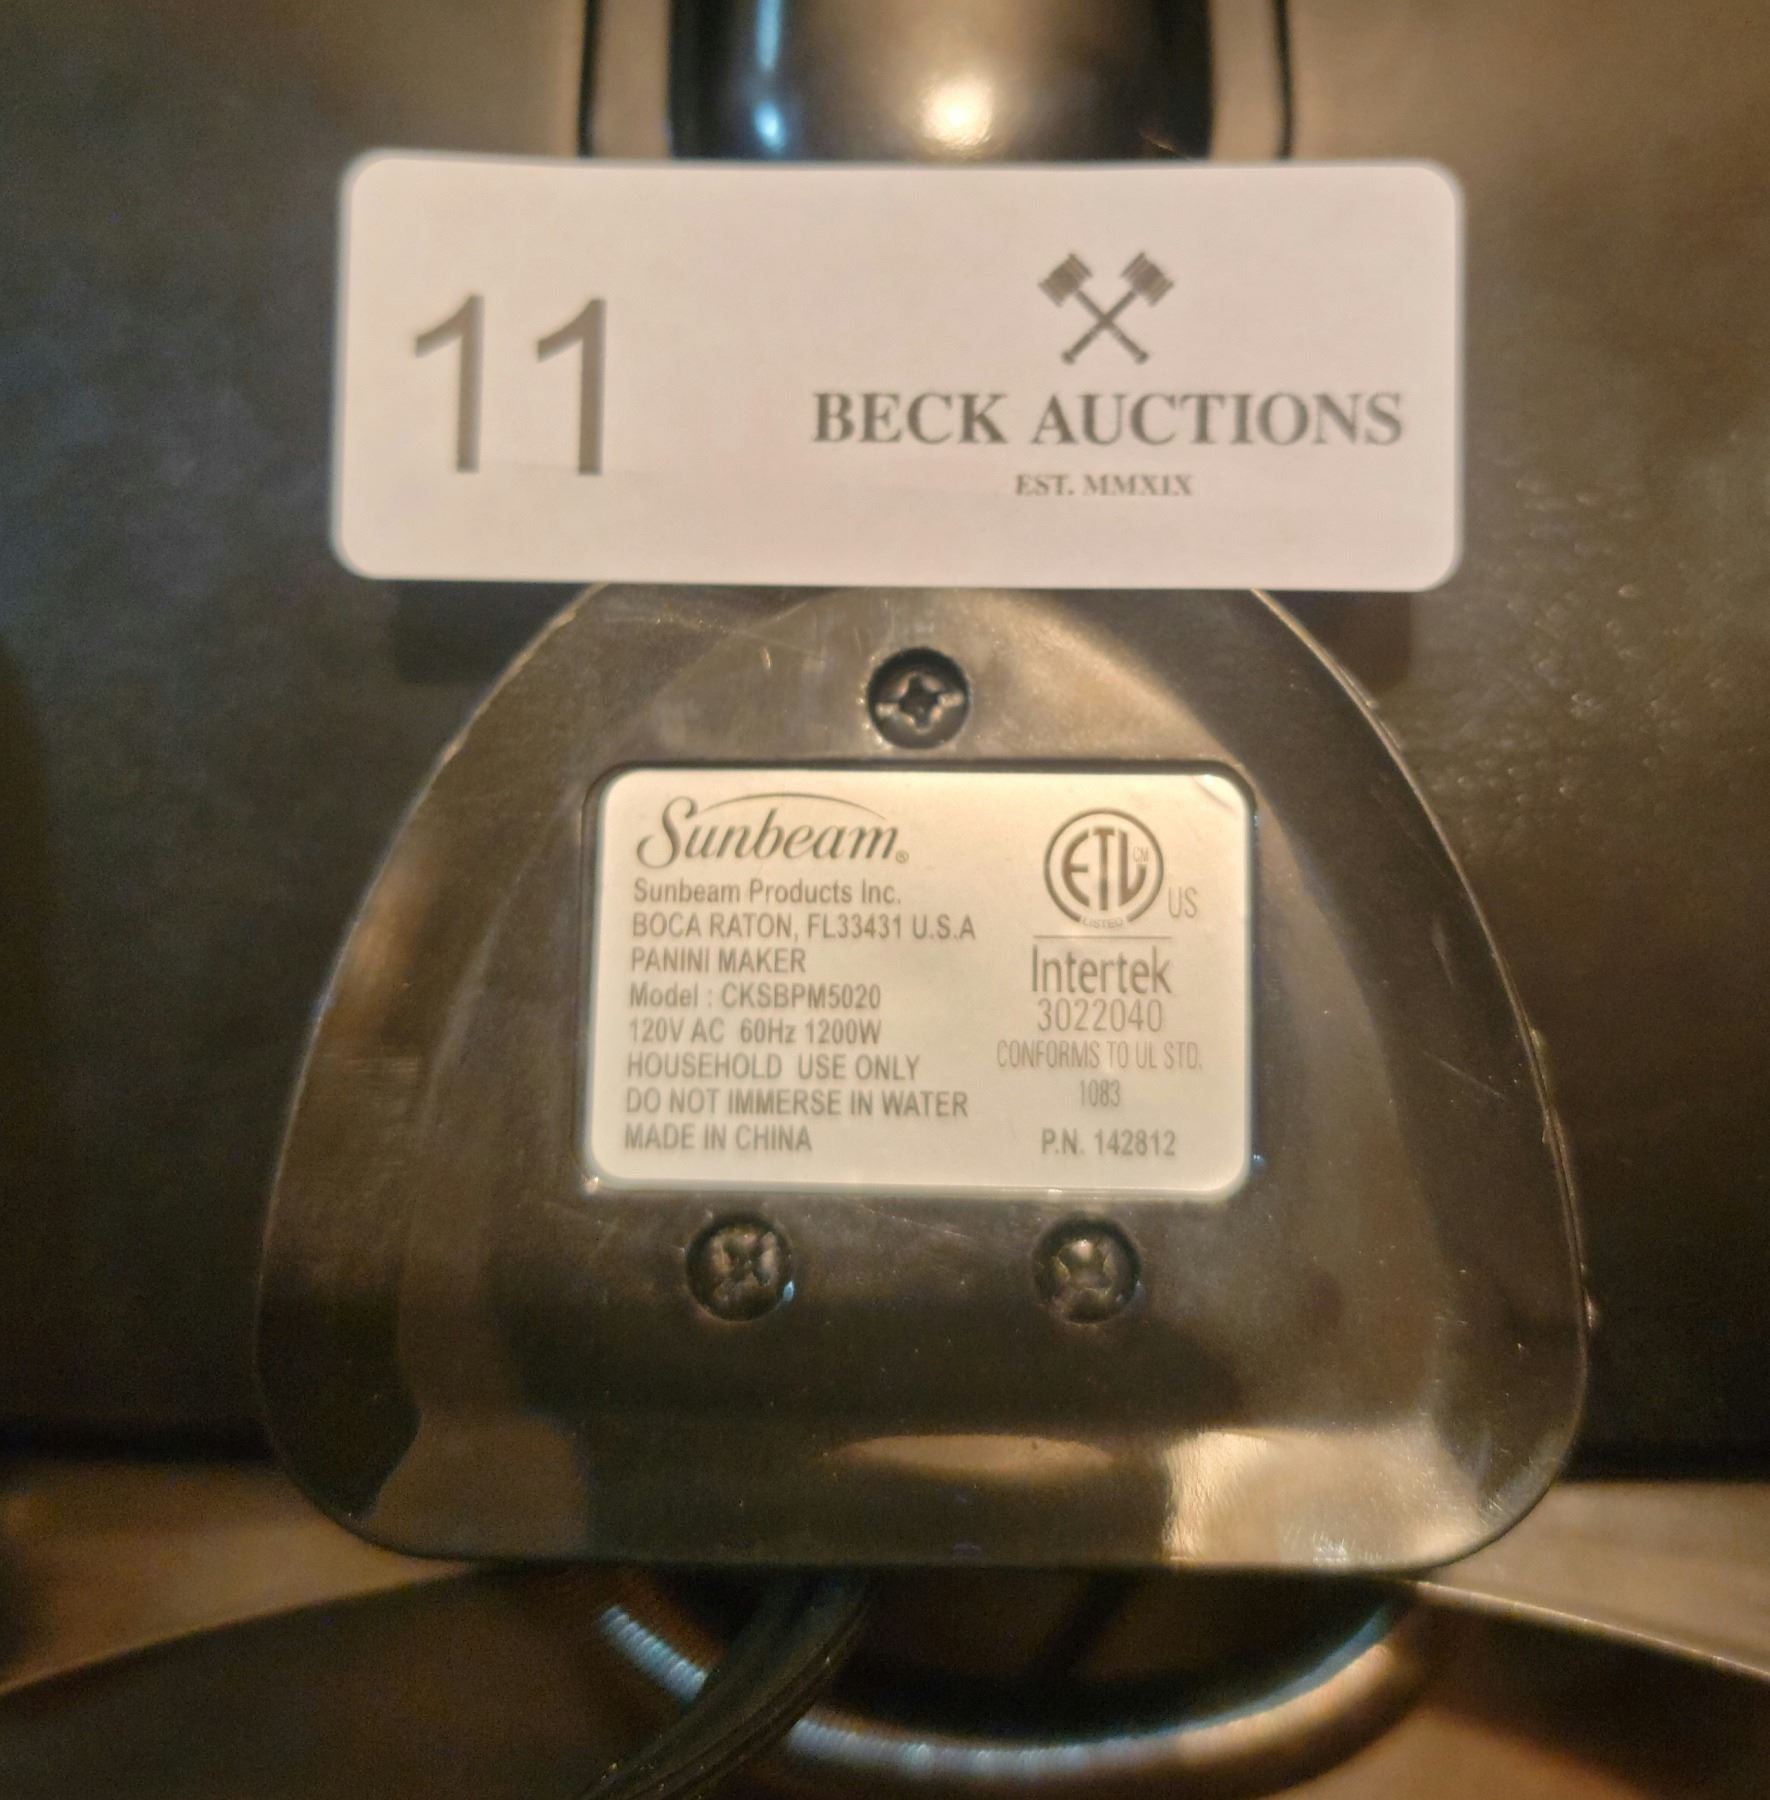 11
BECK AUCTIONS
EST. MMXIX
Sunbeam®
Sunbeam Products Inc.
BOCA RATON, FL33431 U.S.A
PANINI MAKER
Model : CKSBPM5020
120V AC 60Hz 1200W
HOUSEHOLD USE ONLY
DO NOT IMMERSE IN WATER
MADE IN CHINA
ETL CM
LISTED
US
Intertek
3022040
CONFORMS TO UL STD.
1083
P.N. 142812